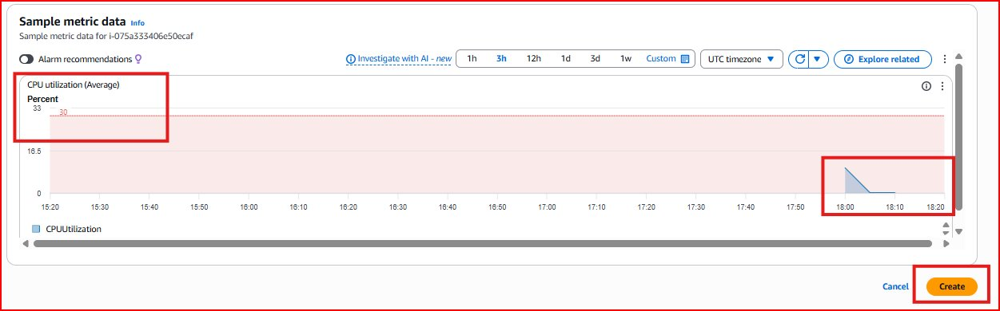 Sample metric data Info
Sample metric data for i-075a333406e50ecaf
Alarm recommendations
Investigate with AI - new
1h 3h 12h 1d 3d 1w Custom
UTC timezone
Explore related
CPU utilization (Average)
Percent
33
30
16.5
0
15:20 15:30 15:40 15:50 16:00 16:10 16:20 16:30 16:40 16:50 17:00 17:10 17:20 17:30 17:40 17:50 18:00 18:10 18:20
CPUUtilization
Cancel Create